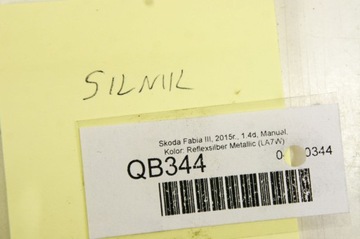 SILNIK
Skoda Fabia III, 2015r., 1.4d, Manual,
Kolor: Reflexsilber Metallic (LA7W)
QB344
0344